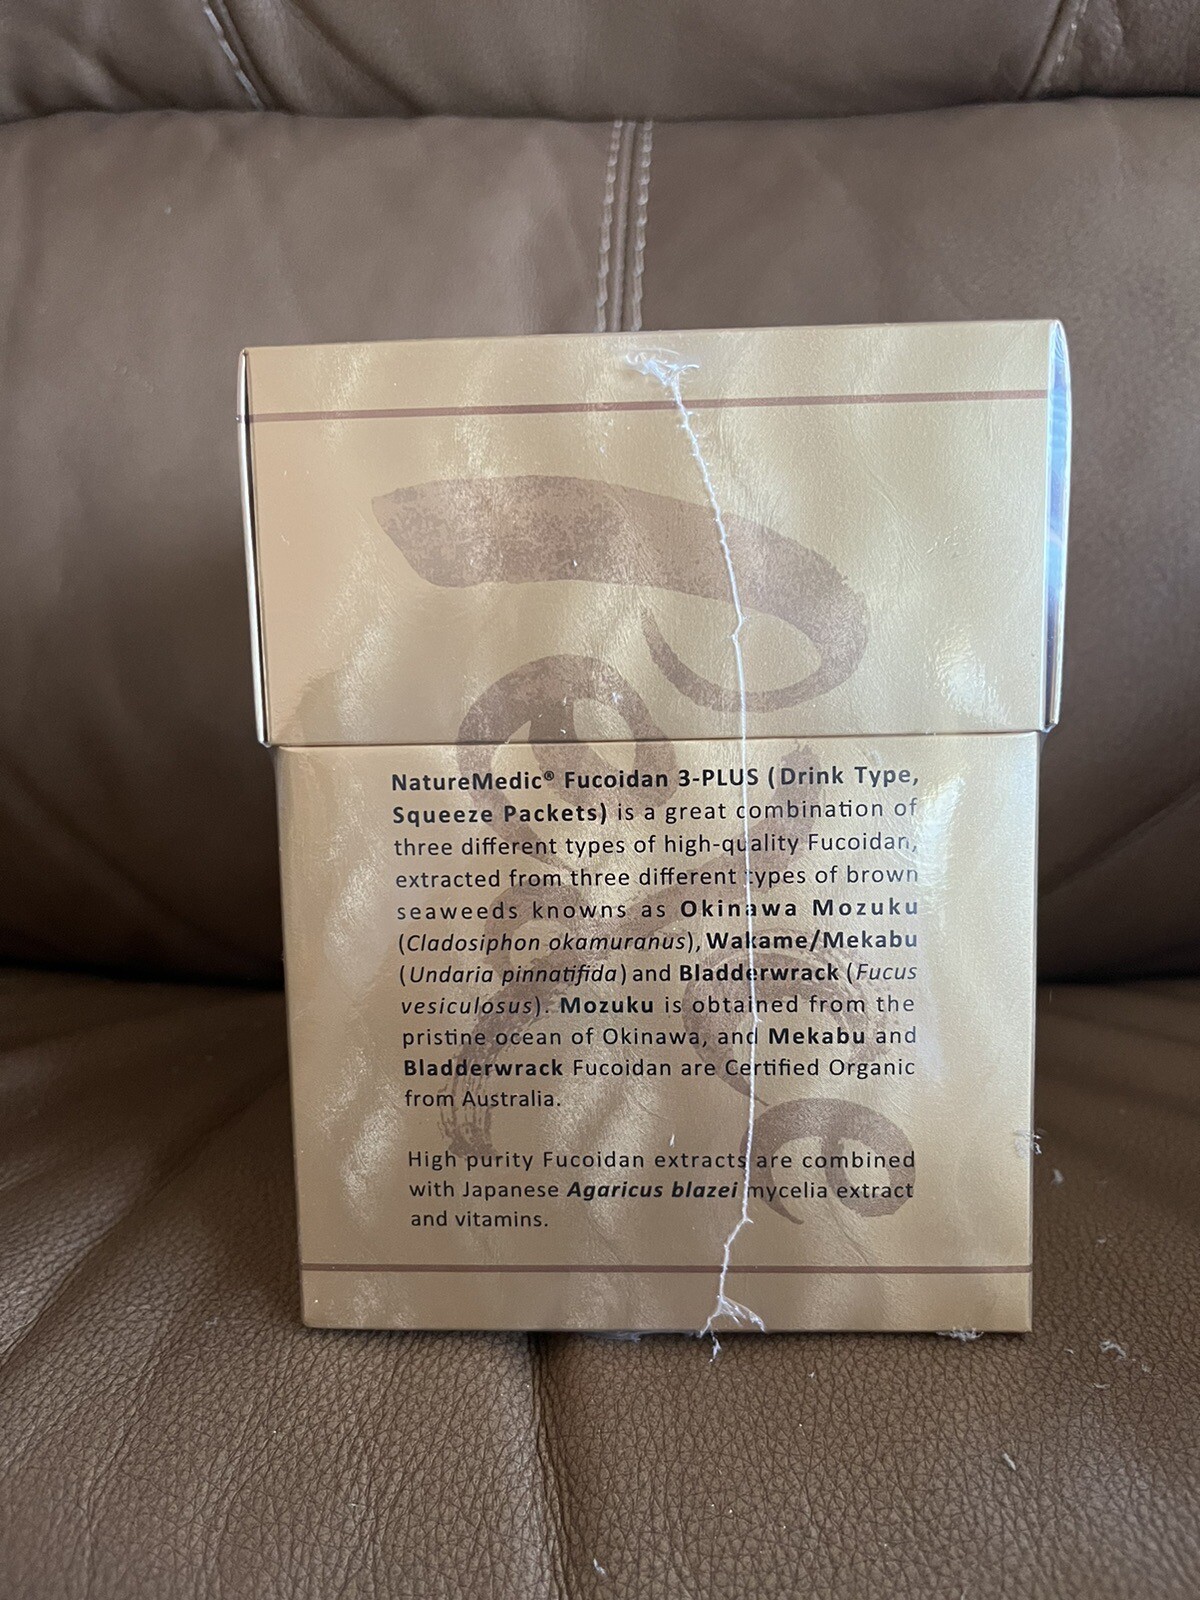 NatureMedic® Fucoidan 3-PLUS (Drink Type,
Squeeze Packets) is a great combination of
three different types of high-quality Fucoidan,
extracted from three different types of brown
seaweeds knowns as Okinawa Mozuku
(Cladosiphon okamuranus), Wakame/Mekabu
(Undaria pinnatifida) and Bladderwrack (Fucus
vesiculosus). Mozuku is obtained from the
pristine ocean of Okinawa, and Mekabu and
Bladderwrack Fucoidan are Certified Organic
from Australia.
High purity Fucoidan extracts are combined
with Japanese Agaricus blazei mycelia extract
and vitamins.